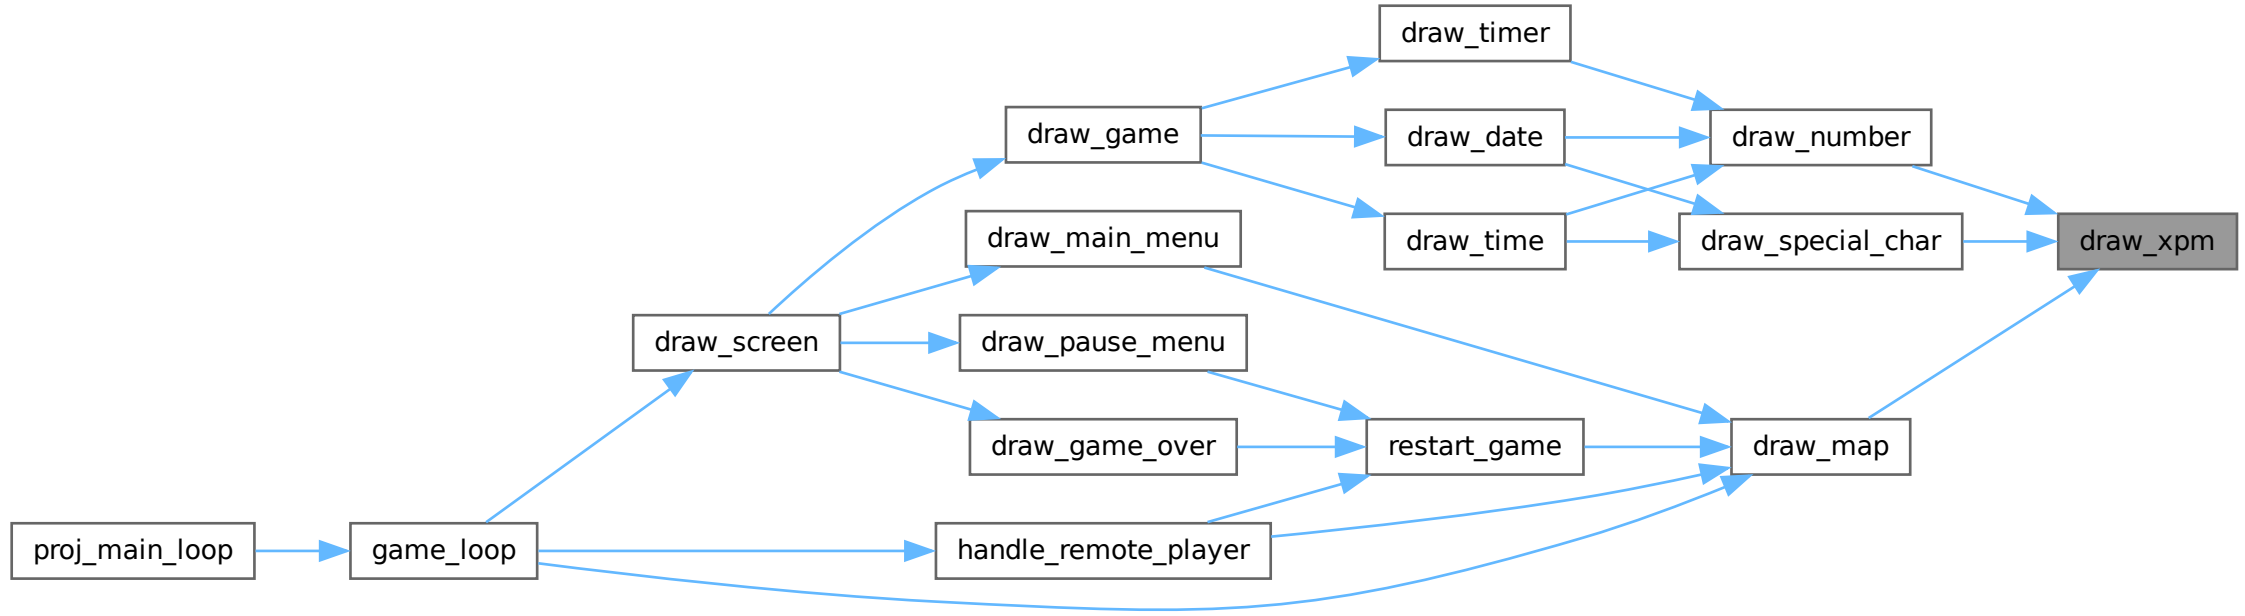 draw_timer
draw_game
draw_date
draw_number
draw_main_menu
draw_time
draw_special_char
draw_xpm
draw_screen
draw_pause_menu
draw_game_over
restart_game
draw_map
proj_main_loop
game_loop
handle_remote_player